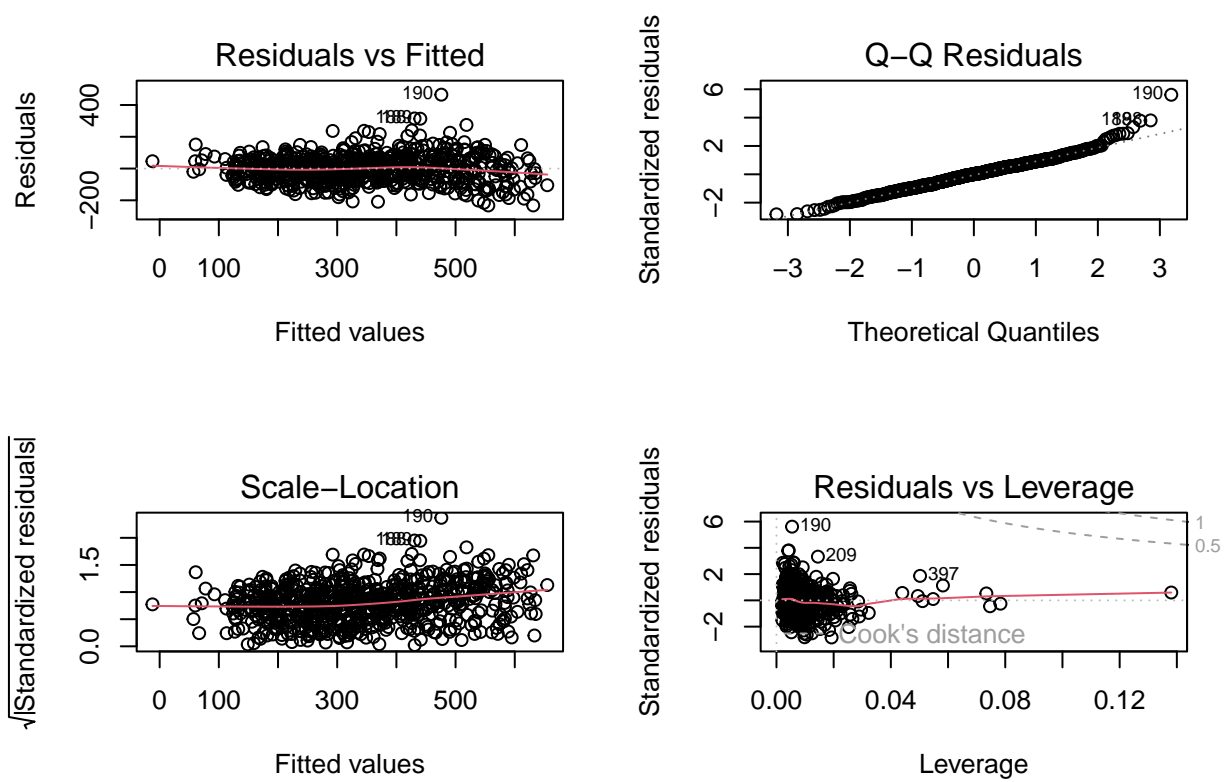 Residuals vs Fitted
Residuals
400
−200
190
0 100 300 500
Fitted values
Q−Q Residuals
Standardized residuals
6
2
−2
190
−3 −2 −1 0 1 2 3
Theoretical Quantiles
Scale−Location
√|Standardized residuals|
1.5
0.0
190
0 100 300 500
Fitted values
Residuals vs Leverage
Standardized residuals
6
2
−2
190
209
397
1
0.5
Cook's distance
0.00 0.04 0.08 0.12
Leverage